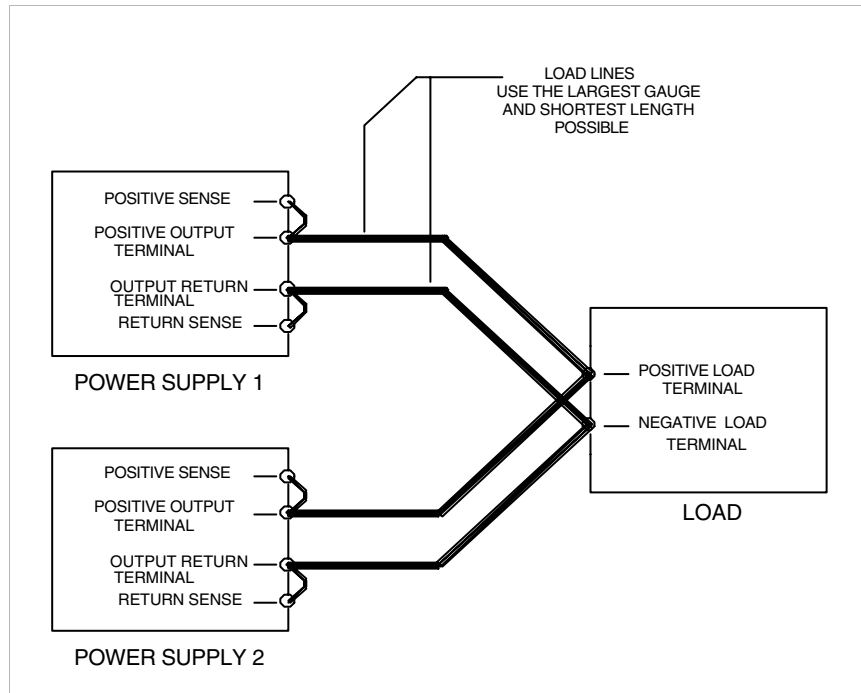 LOAD LINES
USE THE LARGEST GAUGE
AND SHORTEST LENGTH
POSSIBLE
POSITIVE SENSE
POSITIVE OUTPUT
TERMINAL
OUTPUT RETURN
TERMINAL
RETURN SENSE
POWER SUPPLY 1
POSITIVE LOAD
TERMINAL
NEGATIVE LOAD
TERMINAL
LOAD
POSITIVE SENSE
POSITIVE OUTPUT
TERMINAL
OUTPUT RETURN
TERMINAL
RETURN SENSE
POWER SUPPLY 2